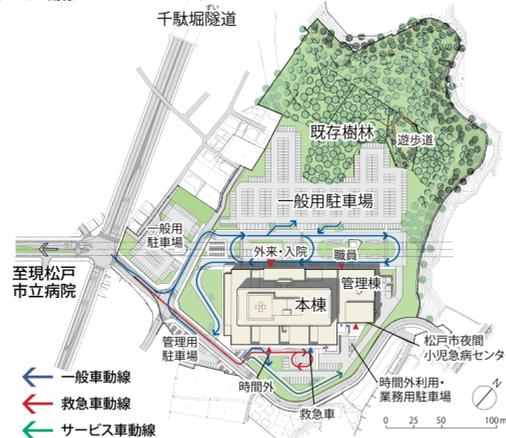 千駄堀隧道
ずい
既存樹林
遊歩道
一般用駐車場
一般用
駐車場
外来・入院
職員
至現松戸
市立病院
管理棟
本棟
管理用
駐車場
松戸市夜間
小児急病センタ
時間外利用・
業務用駐車場
時間外
救急車
一般車動線
救急車動線
サービス車動線
N
0
50
100m